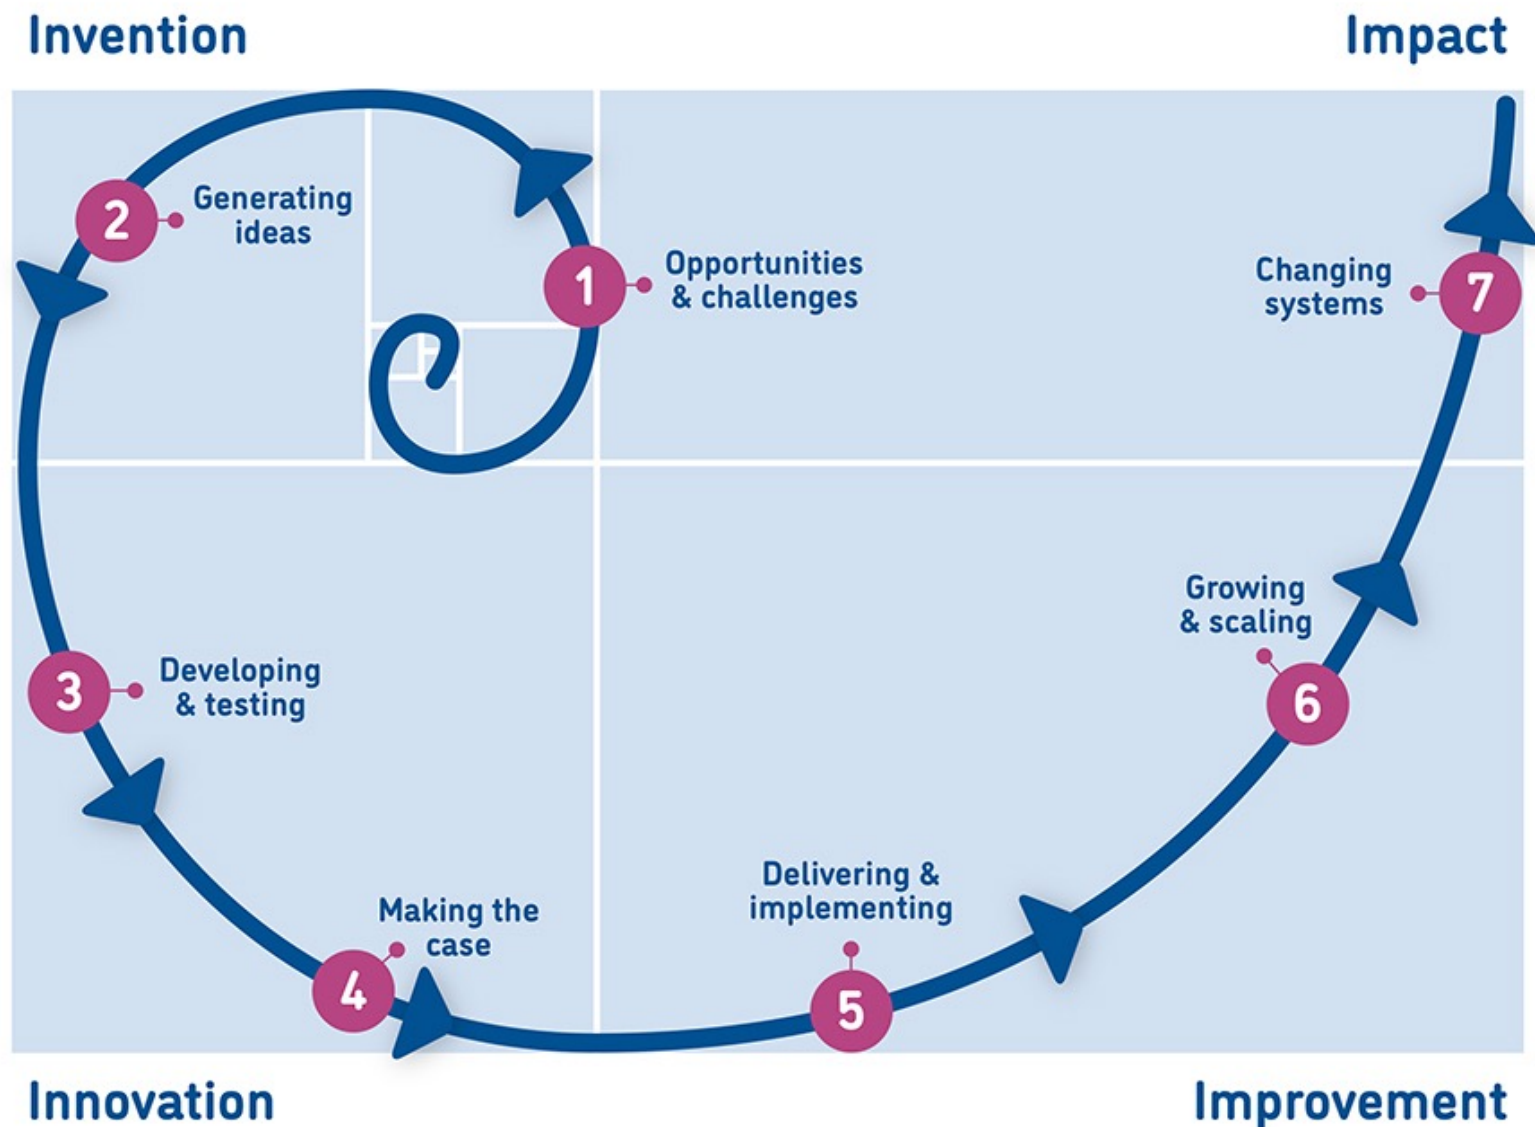 Invention
Impact
2
Generating
ideas
1
Opportunities
& challenges
Changing
systems
7
3
Developing
& testing
Growing
& scaling
6
Making the
case
4
Delivering &
implementing
5
Innovation
Improvement